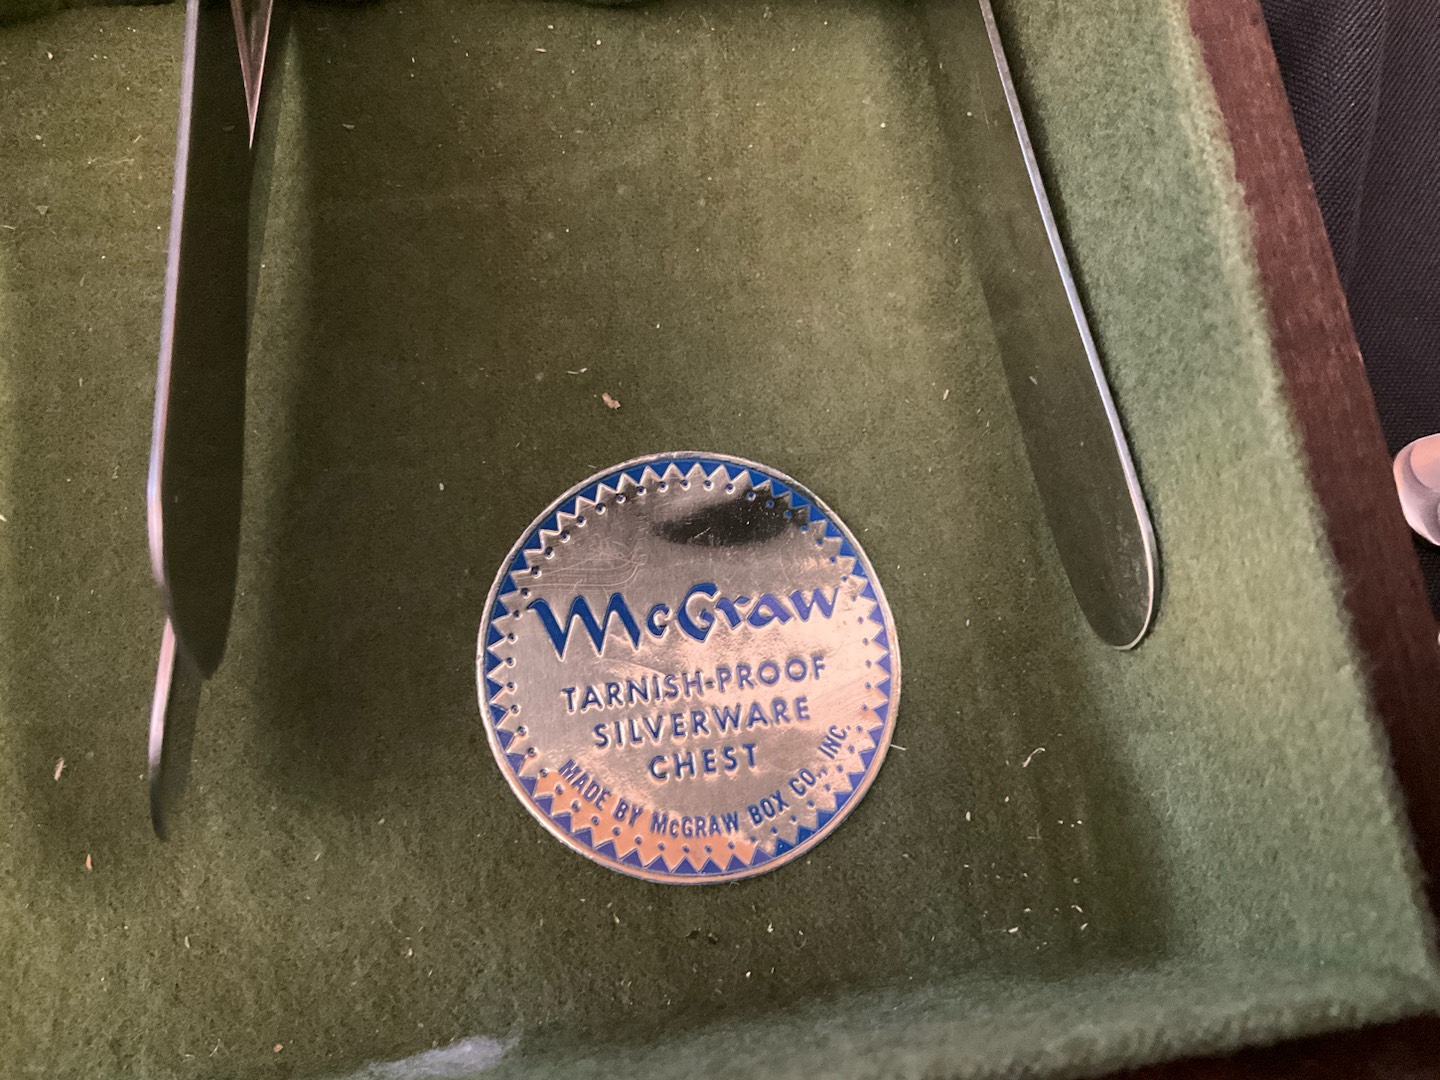 McGraw
TARNISH-PROOF
SILVERWARE
CHEST
MADE BY McGRAW BOX CO., INC.